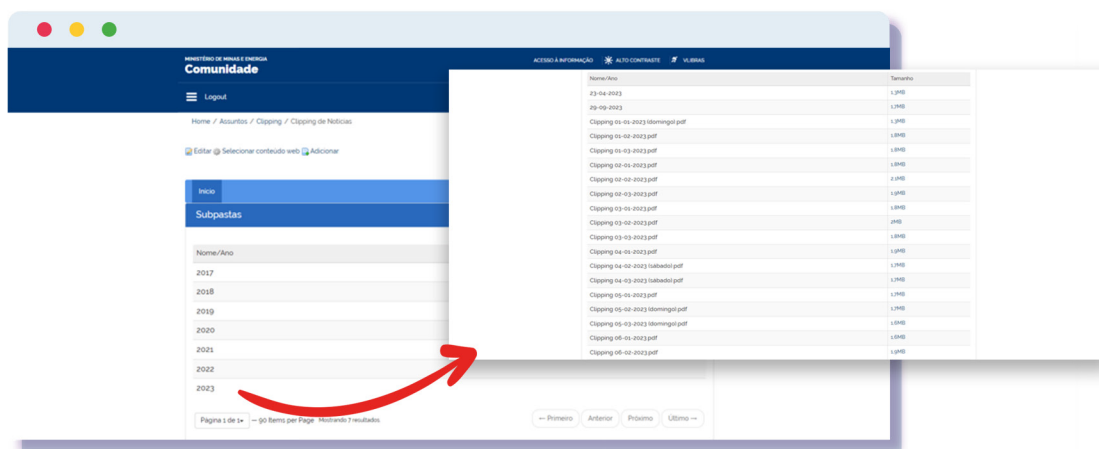 MINISTÉRIO DE MINAS E ENERGIA
Comunidade
ACESSO À INFORMAÇÃO ALTO CONTRASTE VLIBRAS
Logout
Home / Assuntos / Clipping / Clipping de Notícias
Editar Selecionar conteúdo web Adicionar
Início
Subpastas
Nome/Ano
2017
2018
2019
2020
2021
2022
2023
Página 1 de 1 — 90 Items per Page Mostrando 7 resultados.
← Primeiro Anterior Próximo Último →
Nome/Ano Tamanho
23-04-2023 1.3MB
29-09-2023 1.7MB
Clipping 01-01-2023 (domingo).pdf 1.3MB
Clipping 01-02-2023.pdf 1.8MB
Clipping 01-03-2023.pdf 1.8MB
Clipping 02-01-2023.pdf 1.8MB
Clipping 02-02-2023.pdf 2.1MB
Clipping 02-03-2023.pdf 1.9MB
Clipping 03-01-2023.pdf 1.8MB
Clipping 03-02-2023.pdf 2MB
Clipping 03-03-2023.pdf 1.8MB
Clipping 04-01-2023.pdf 1.9MB
Clipping 04-02-2023 (sábado).pdf 1.7MB
Clipping 04-03-2023 (sábado).pdf 1.7MB
Clipping 05-01-2023.pdf 1.7MB
Clipping 05-02-2023 (domingo).pdf 1.7MB
Clipping 05-03-2023 (domingo).pdf 1.6MB
Clipping 06-01-2023.pdf 1.6MB
Clipping 06-02-2023.pdf 1.9MB